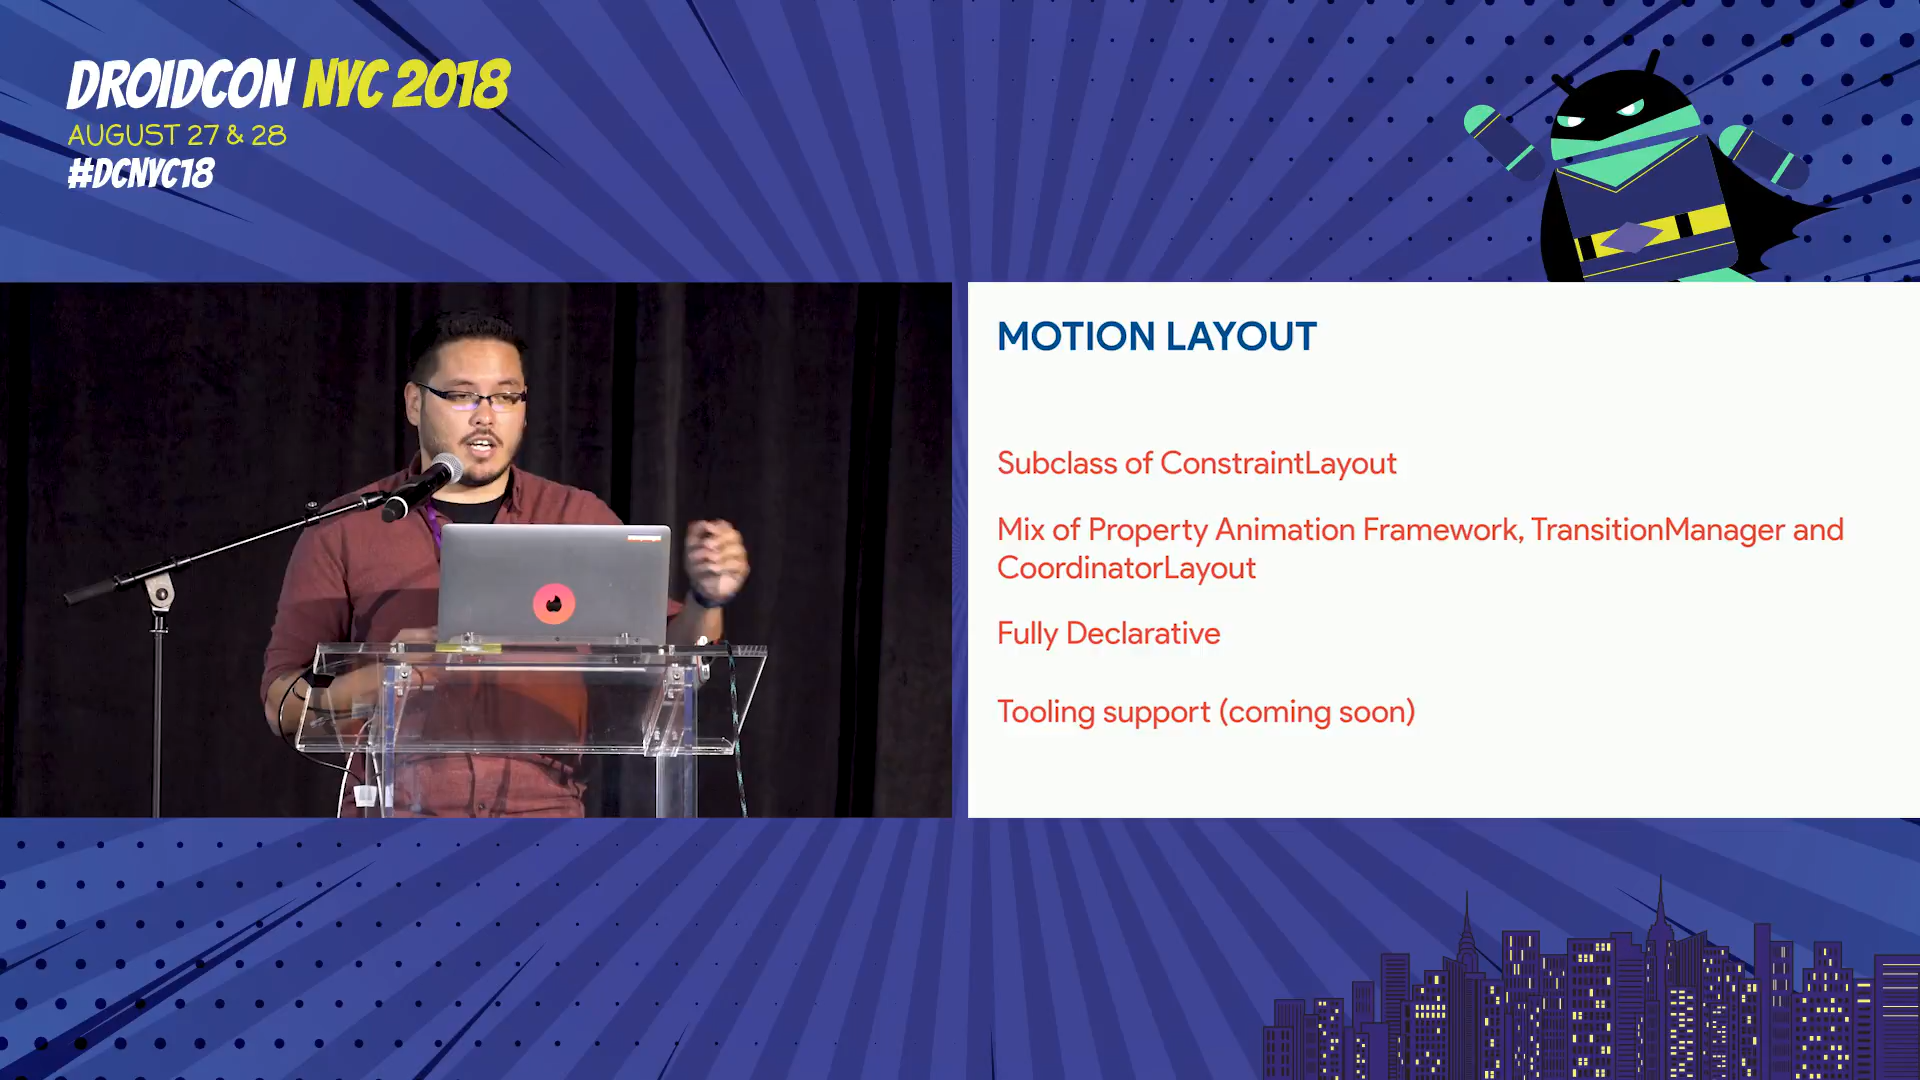 DROIDCON NYC 2018
AUGUST 27 & 28
#DCNYC18
MOTION LAYOUT
Subclass of ConstraintLayout
Mix of Property Animation Framework, TransitionManager and
CoordinatorLayout
Fully Declarative
Tooling support (coming soon)